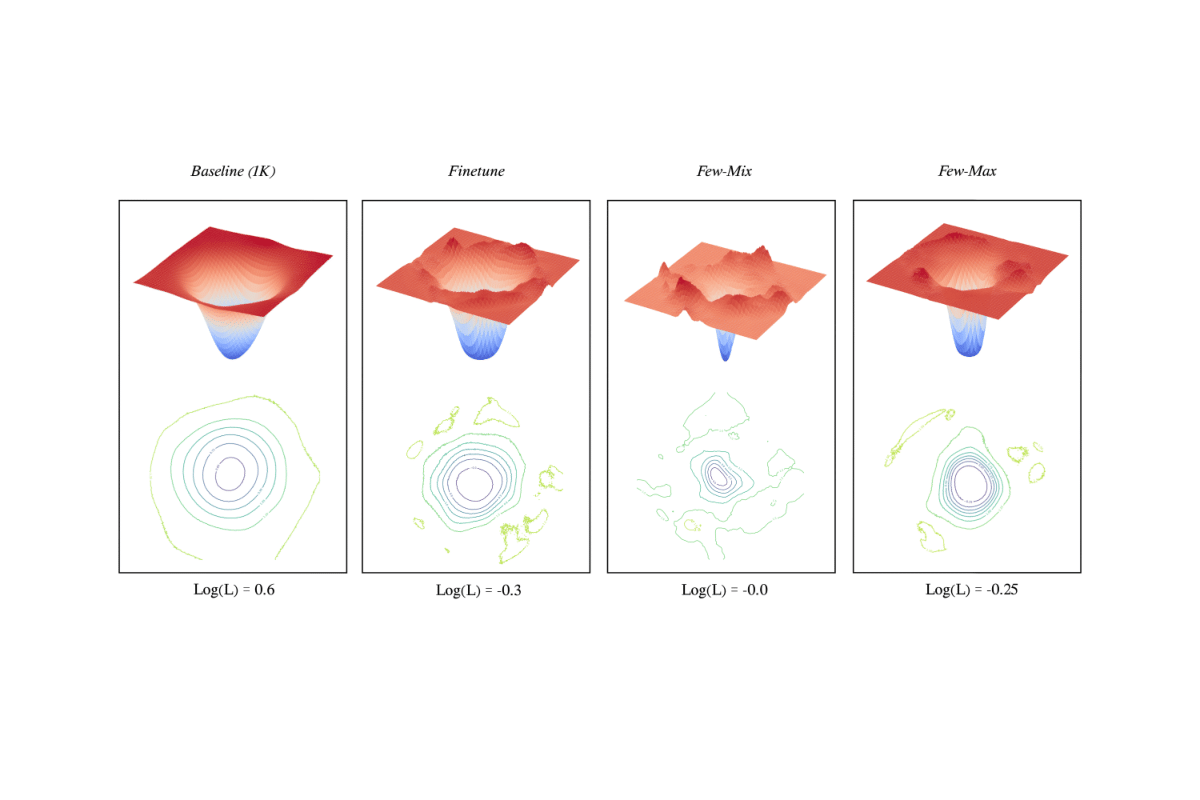 Baseline (1K)
Finetune
Few-Mix
Few-Max
Log(L) = 0.6
Log(L) = -0.3
Log(L) = -0.0
Log(L) = -0.25